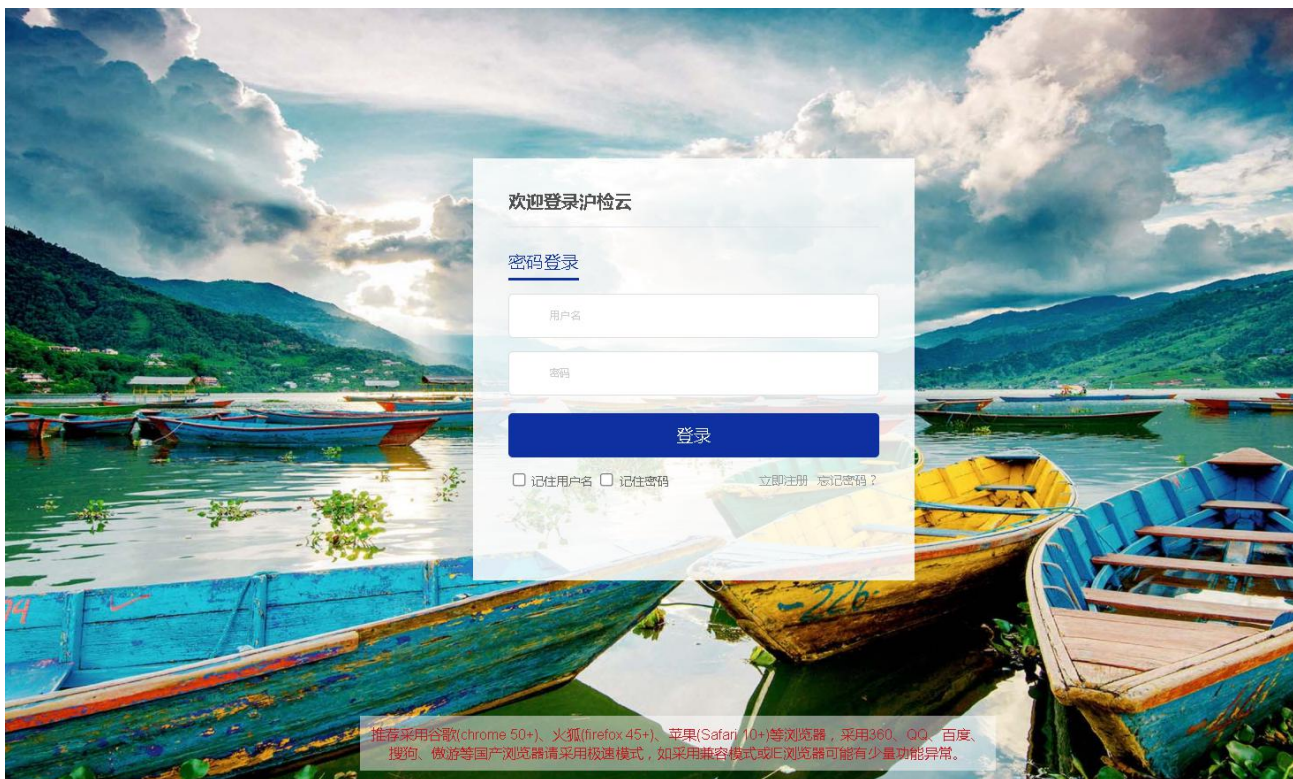 欢迎登录沪检云
密码登录
用户名
密码
登录
记住用户名 记住密码 立即注册 忘记密码？
-226-
推荐采用谷歌(chrome 50+)、火狐(firefox 45+)、苹果(Safari 10+)等浏览器，采用360、QQ、百度、
搜狗、傲游等国产浏览器请采用极速模式，如采用兼容模式或IE浏览器可能有少量功能异常。